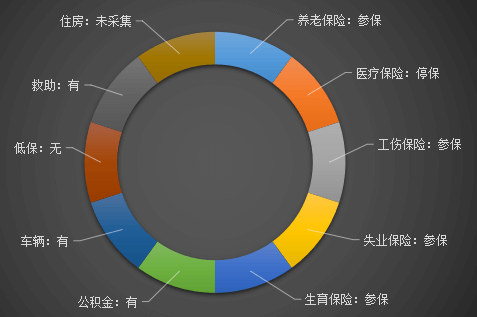 住房：未采集
养老保险：参保
医疗保险：停保
救助：有
工伤保险：参保
低保：无
车辆：有
失业保险：参保
公积金：有
生育保险：参保